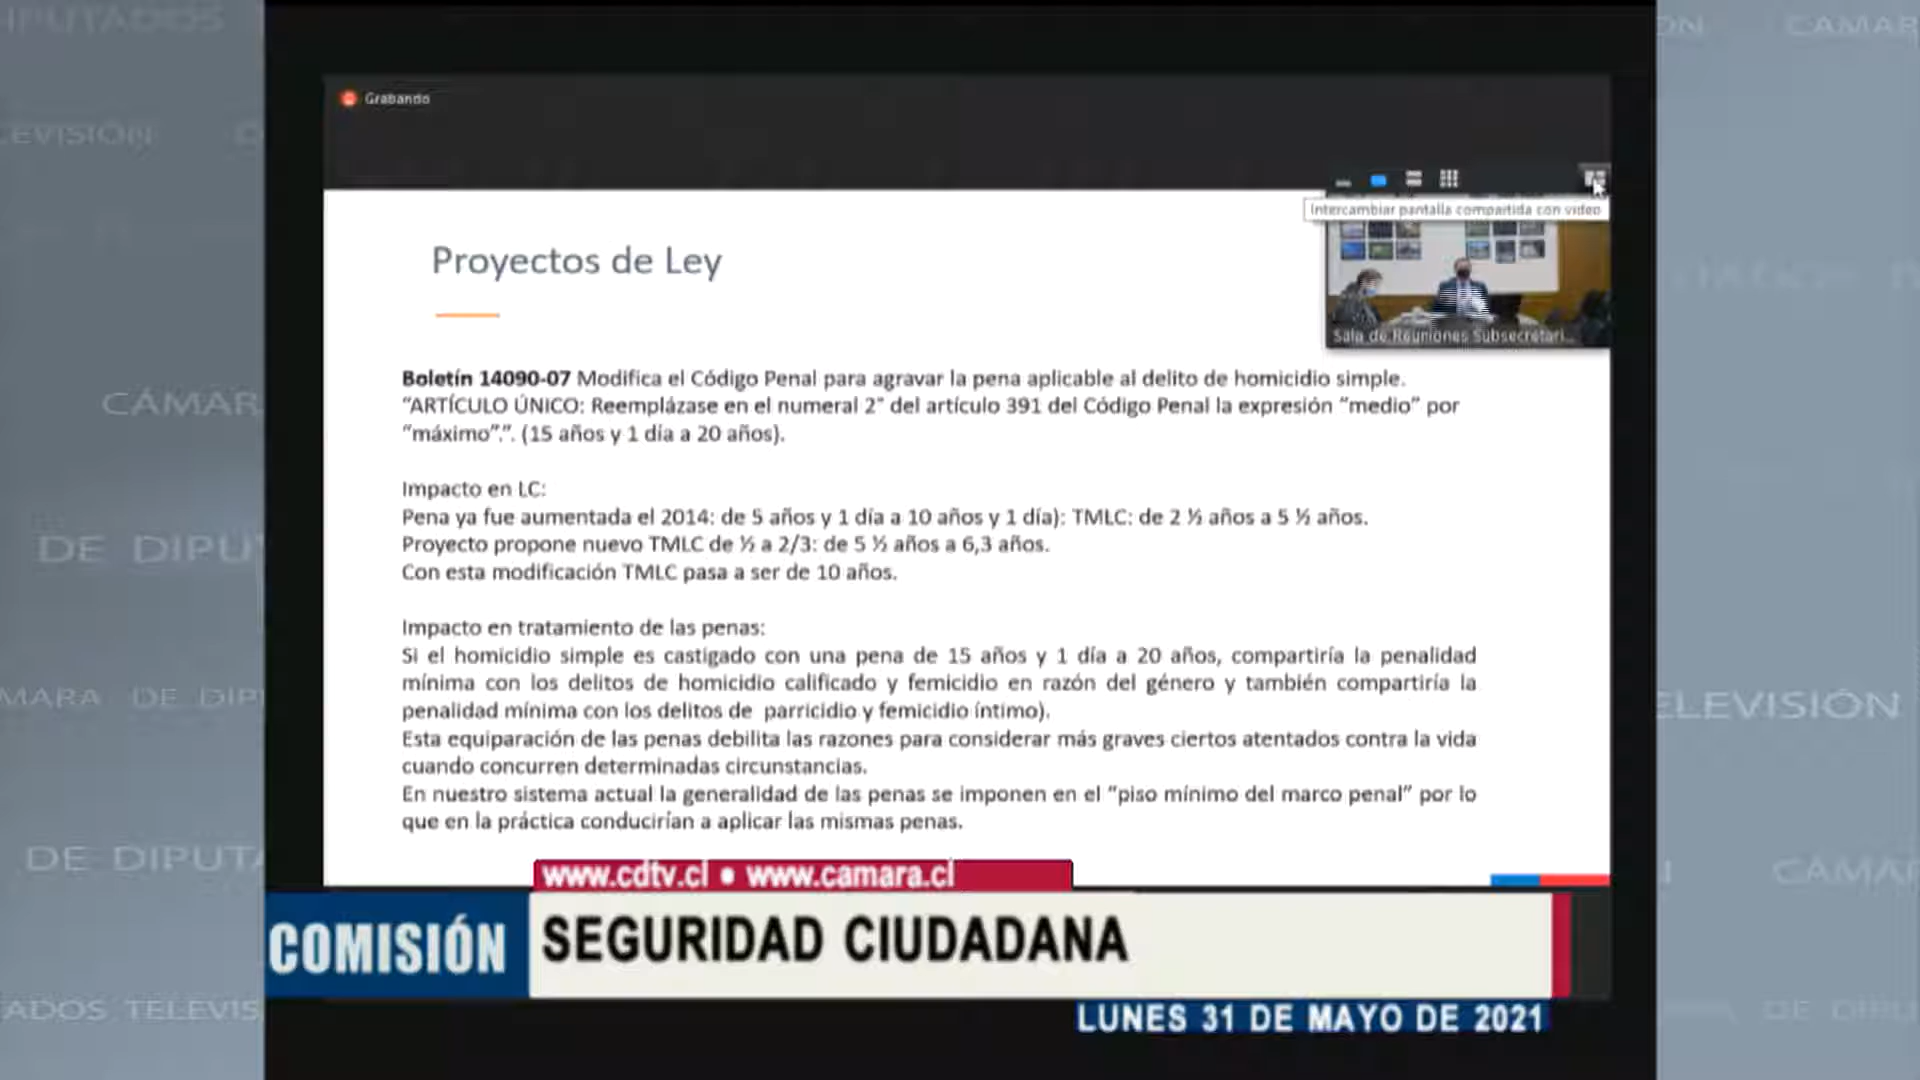 Grabando
Intercambiar pantalla compartida con video
Sala de Reuniones Subsecretari...
Proyectos de Ley
Boletín 14090-07 Modifica el Código Penal para agravar la pena aplicable al delito de homicidio simple.
“ARTÍCULO ÚNICO: Reemplázase en el numeral 2° del artículo 391 del Código Penal la expresión “medio” por
“máximo”.”. (15 años y 1 día a 20 años).
Impacto en LC:
Pena ya fue aumentada el 2014: de 5 años y 1 día a 10 años y 1 día): TMLC: de 2 ½ años a 5 ½ años.
Proyecto propone nuevo TMLC de ½ a 2/3: de 5 ½ años a 6,3 años.
Con esta modificación TMLC pasa a ser de 10 años.
Impacto en tratamiento de las penas:
Si el homicidio simple es castigado con una pena de 15 años y 1 día a 20 años, compartiría la penalidad
mínima con los delitos de homicidio calificado y femicidio en razón del género y también compartiría la
penalidad mínima con los delitos de parricidio y femicidio íntimo).
Esta equiparación de las penas debilita las razones para considerar más graves ciertos atentados contra la vida
cuando concurren determinadas circunstancias.
En nuestro sistema actual la generalidad de las penas se imponen en el “piso mínimo del marco penal” por lo
que en la práctica conducirían a aplicar las mismas penas.
www.cdtv.cl • www.camara.cl
COMISIÓN
SEGURIDAD CIUDADANA
LUNES 31 DE MAYO DE 2021